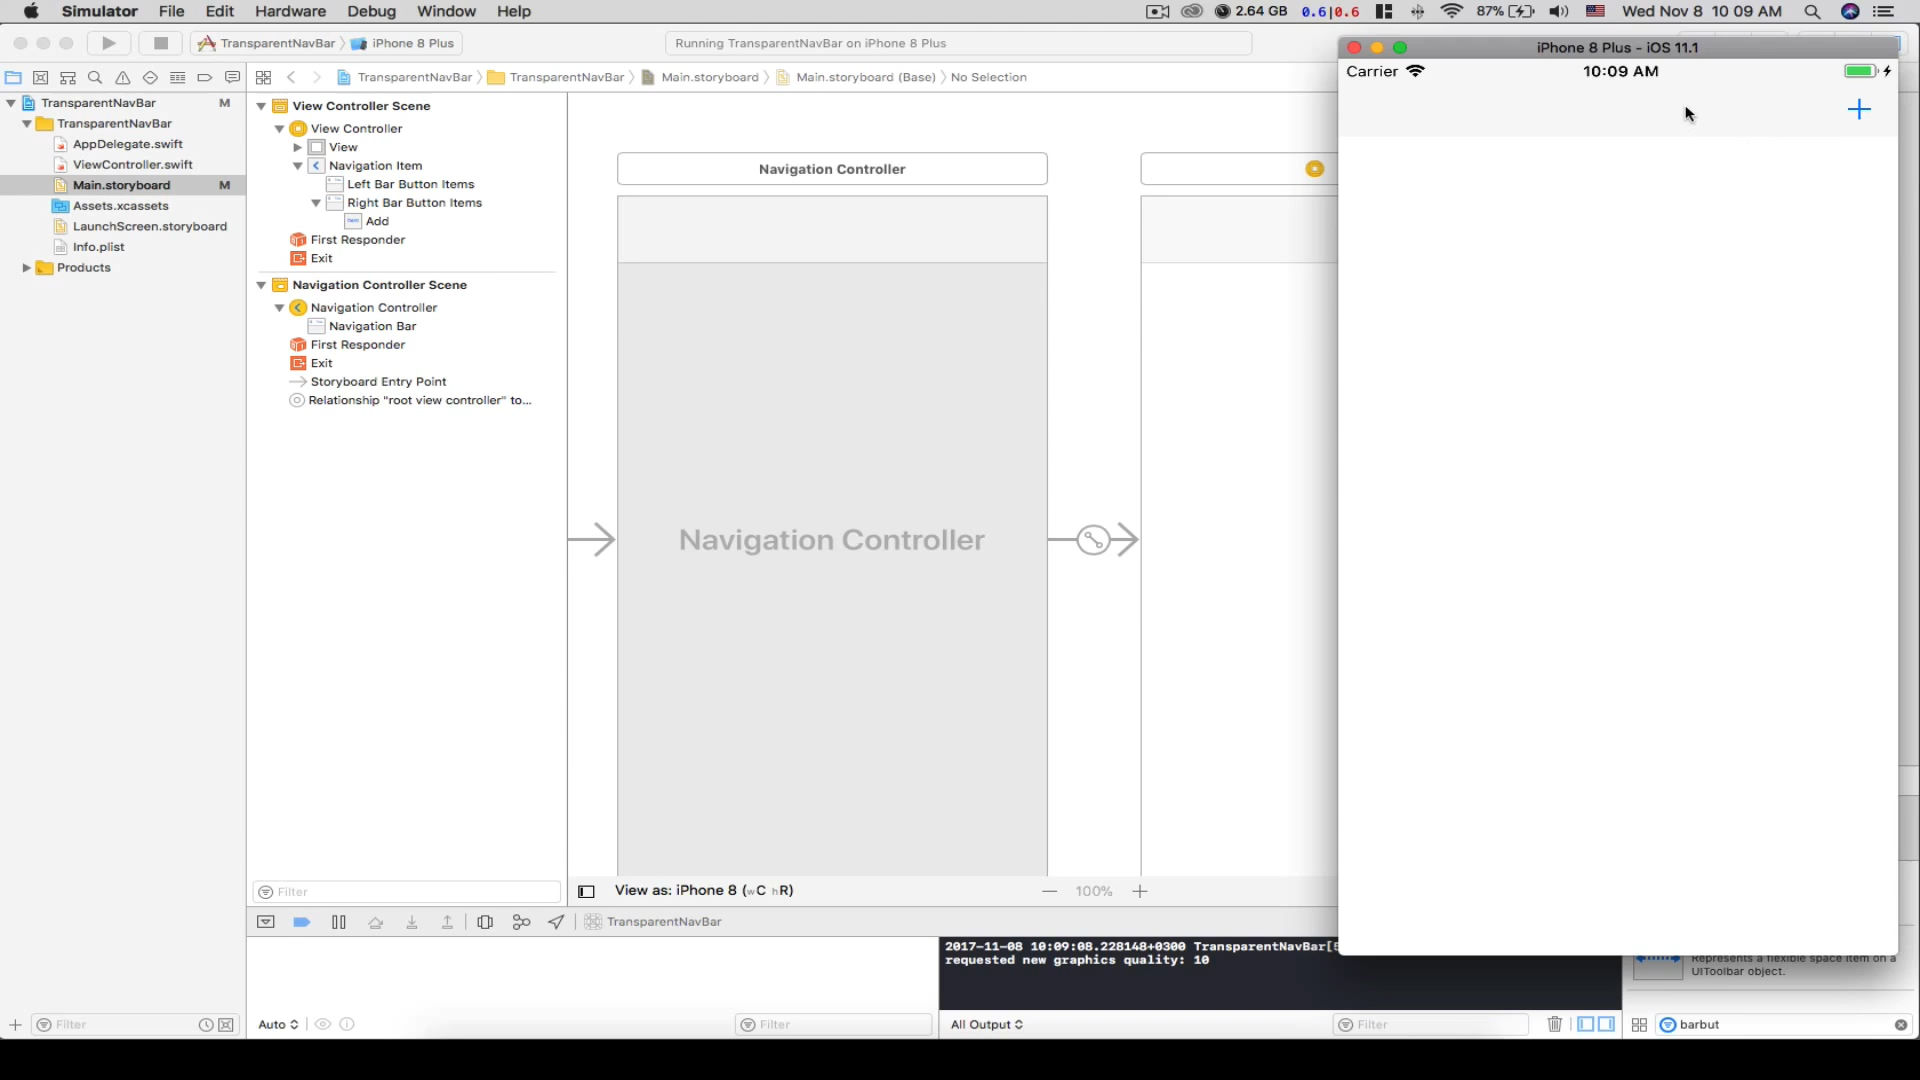 Simulator File Edit Hardware Debug Window Help 2.64 GB 0.6|0.6 87% Wed Nov 8 10 09 AM
TransparentNavBar iPhone 8 Plus Running TransparentNavBar on iPhone 8 Plus
iPhone 8 Plus - iOS 11.1
Carrier 10:09 AM
TransparentNavBar TransparentNavBar Main.storyboard Main.storyboard (Base) No Selection
TransparentNavBar M
TransparentNavBar
AppDelegate.swift
ViewController.swift
Main.storyboard M
Assets.xcassets
LaunchScreen.storyboard
Info.plist
Products
View Controller Scene
View Controller
View
Navigation Item
Left Bar Button Items
Right Bar Button Items
Item Add
First Responder
Exit
Navigation Controller Scene
Navigation Controller
Navigation Bar
First Responder
Exit
Storyboard Entry Point
Relationship "root view controller" to...
Navigation Controller
Navigation Controller
Filter
View as: iPhone 8 (wC hR)
100%
TransparentNavBar
2017-11-08 10:09:08.228148+0300 TransparentNavBar[
requested new graphics quality: 10
Represents a flexible space item on a
UIToolbar object.
Filter
Auto
Filter
All Output
Filter
barbut